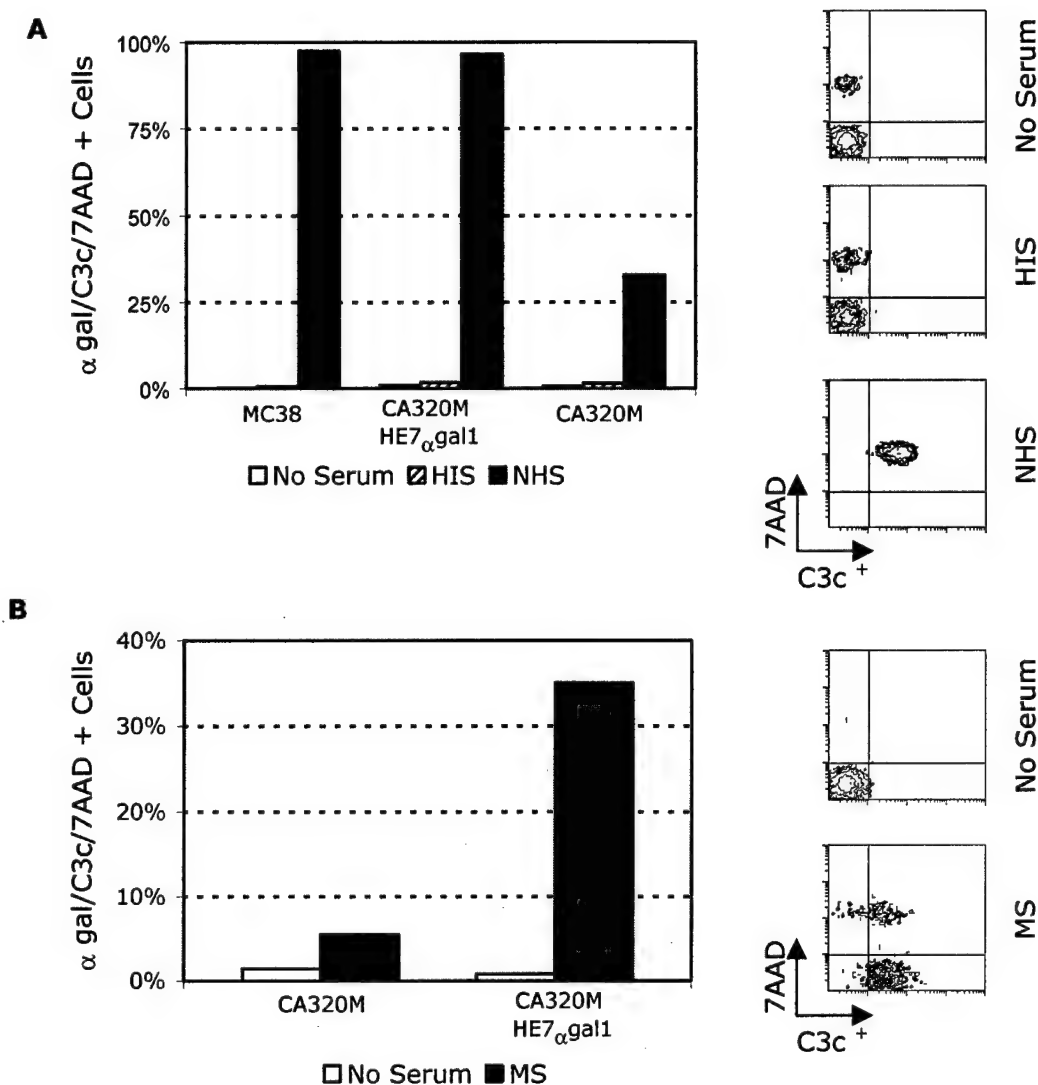 A
100%
75%
50%
25%
0%
α gal/C3c/7AAD + Cells
MC38
CA320M
HE7αgal1
CA320M
No Serum HIS NHS
No Serum
HIS
NHS
7AAD
C3c +
B
40%
30%
20%
10%
0%
α gal/C3c/7AAD + Cells
CA320M
CA320M
HE7αgal1
No Serum MS
No Serum
MS
7AAD
C3c +